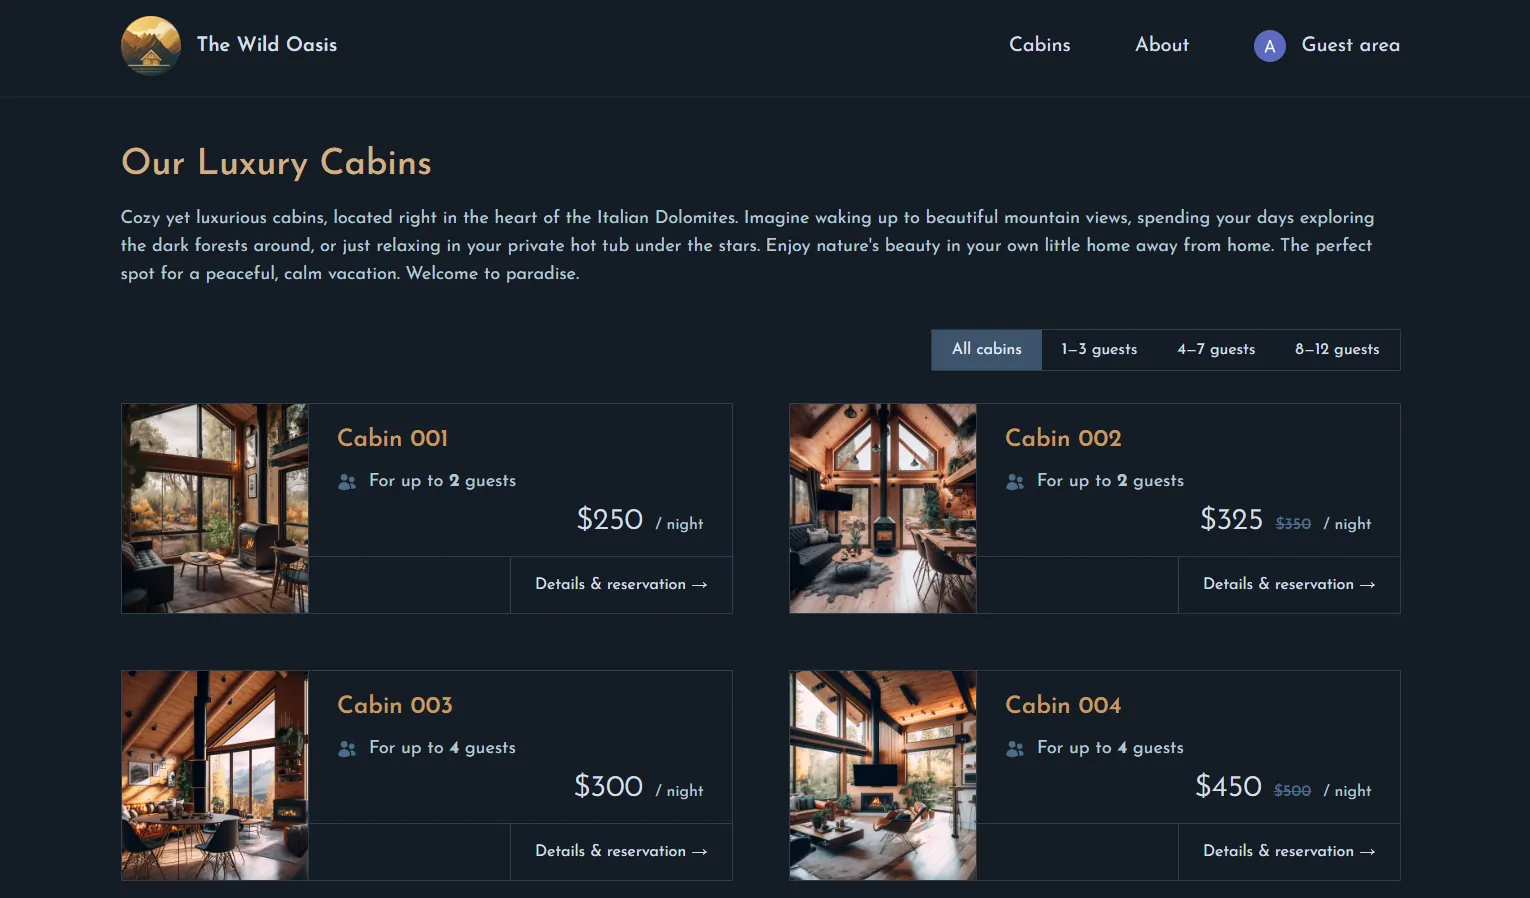 The Wild Oasis
Cabins
About
A
Guest area
Our Luxury Cabins
Cozy yet luxurious cabins, located right in the heart of the Italian Dolomites. Imagine waking up to beautiful mountain views, spending your days exploring
the dark forests around, or just relaxing in your private hot tub under the stars. Enjoy nature's beauty in your own little home away from home. The perfect
spot for a peaceful, calm vacation. Welcome to paradise.
All cabins
1–3 guests
4–7 guests
8–12 guests
Cabin 001
For up to 2 guests
$250 / night
Details & reservation →
Cabin 002
For up to 2 guests
$325 $350 / night
Details & reservation →
Cabin 003
For up to 4 guests
$300 / night
Details & reservation →
Cabin 004
For up to 4 guests
$450 $500 / night
Details & reservation →